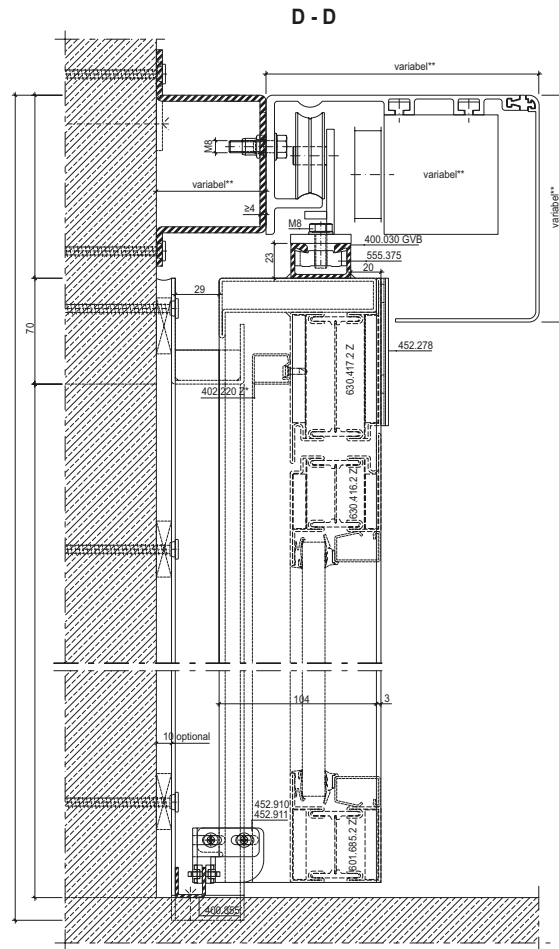 D - D
variabel**
M8
variabel**
variabel**
variabel**
≥4
M8
400.030 GVB
23
555.375
20
29
70
452.278
402.220 Z*
630.417.2 Z
630.416.2 Z
104
3
10 optional
452.910
452.911
601.685.2 Z
400.355